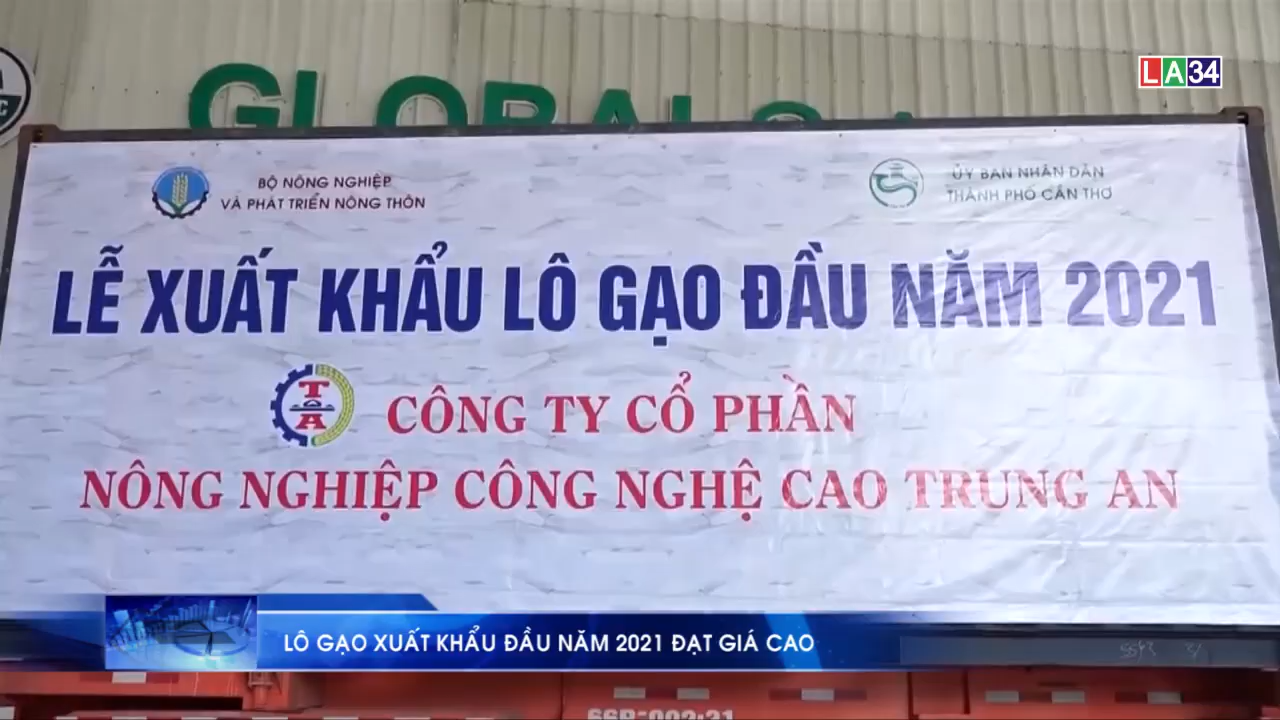 LA34
BỘ NÔNG NGHIỆP
VÀ PHÁT TRIỂN NÔNG THÔN
ỦY BAN NHÂN DÂN
THÀNH PHỐ CẦN THƠ
LỄ XUẤT KHẨU LÔ GẠO ĐẦU NĂM 2021
TA
CÔNG TY CỔ PHẦN
NÔNG NGHIỆP CÔNG NGHỆ CAO TRUNG AN
LÔ GẠO XUẤT KHẨU ĐẦU NĂM 2021 ĐẠT GIÁ CAO